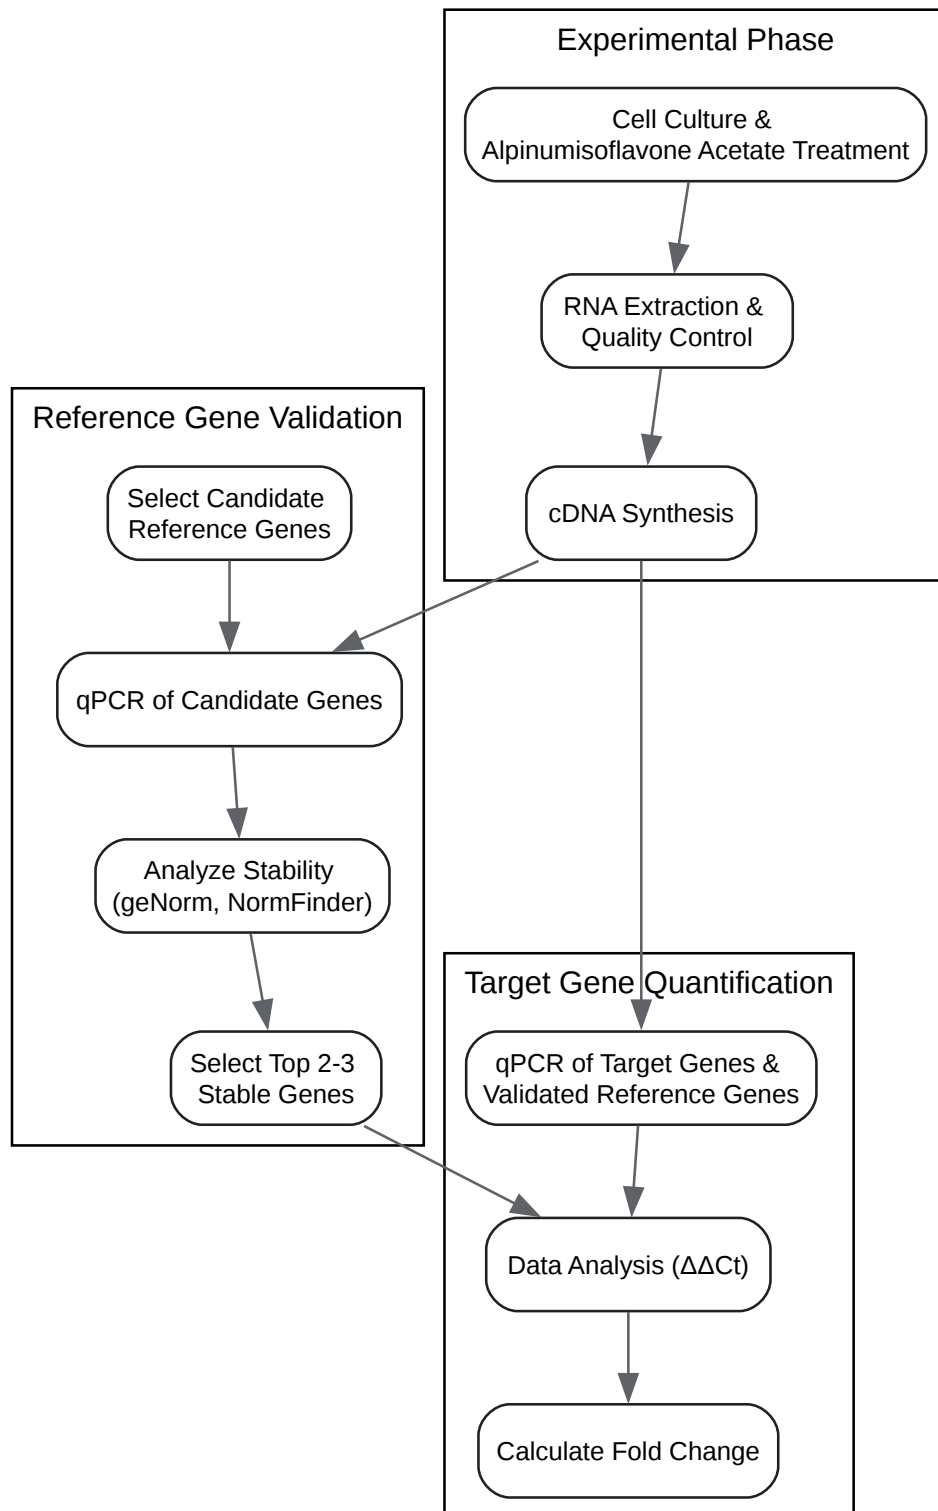 Experimental Phase
Cell Culture &
Alpinumisoflavone Acetate Treatment
RNA Extraction &
Quality Control
cDNA Synthesis
Reference Gene Validation
Select Candidate
Reference Genes
qPCR of Candidate Genes
Analyze Stability
(geNorm, NormFinder)
Select Top 2-3
Stable Genes
Target Gene Quantification
qPCR of Target Genes &
Validated Reference Genes
Data Analysis (ΔΔCt)
Calculate Fold Change